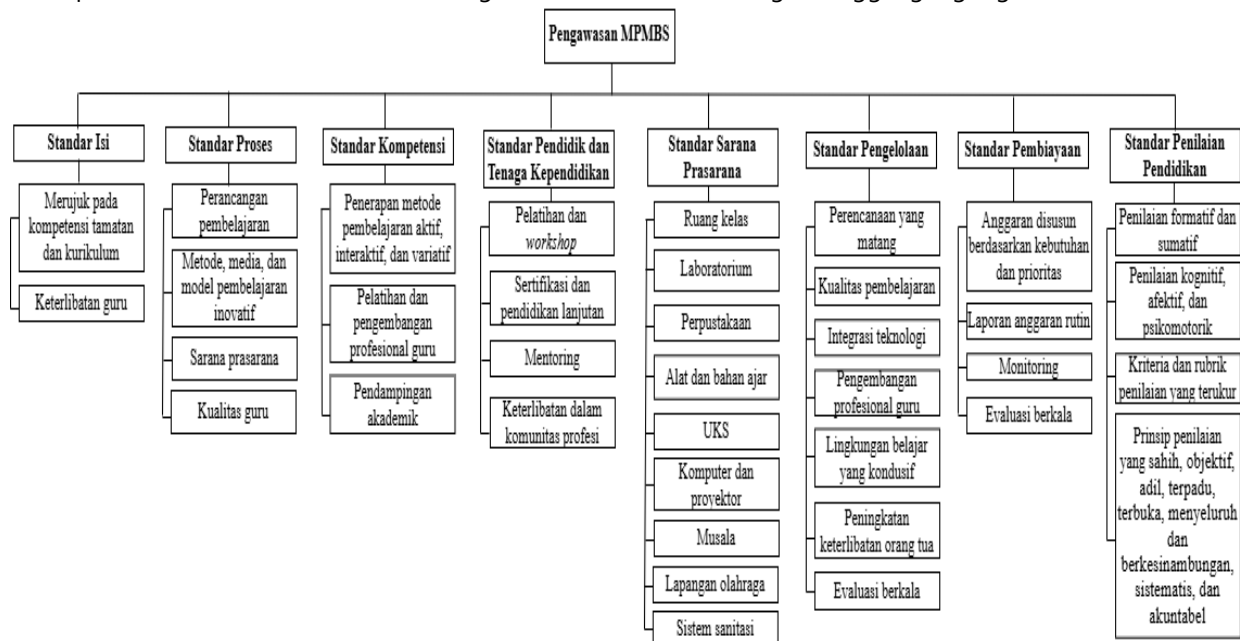 Pengawasan MPMBS
Standar Isi
Merujuk pada
kompetensi tamatan
dan kurikulum
Keterlibatan guru
Standar Proses
Perancangan
pembelajaran
Metode, media, dan
model pembelajaran
inovatif
Sarana prasarana
Kualitas guru
Standar Kompetensi
Penerapan metode
pembelajaran aktif,
interaktif, dan variatif
Pelatihan dan
pengembangan
profesional guru
Pendampingan
akademik
Standar Pendidik dan
Tenaga Kependidikan
Pelatihan dan
workshop
Sertifikasi dan
pendidikan lanjutan
Mentoring
Keterlibatan dalam
komunitas profesi
Standar Sarana
Prasarana
Ruang kelas
Laboratorium
Perpustakaan
Alat dan bahan ajar
UKS
Komputer dan
proyektor
Musala
Lapangan olahraga
Sistem sanitasi
Standar Pengelolaan
Perencanaan yang
matang
Kualitas pembelajaran
Integrasi teknologi
Pengembangan
profesional guru
Lingkungan belajar
yang kondusif
Peningkatan
keterlibatan orang tua
Evaluasi berkala
Standar Pembiayaan
Anggaran disusun
berdasarkan kebutuhan
dan prioritas
Laporan anggaran rutin
Monitoring
Evaluasi berkala
Standar Penilaian
Pendidikan
Penilaian formatif dan
sumatif
Penilaian kognitif,
afektif, dan
psikomotorik
Kriteria dan rubrik
penilaian yang terukur
Prinsip penilaian
yang sahih, objektif,
adil, terpadu,
terbuka, menyeluruh
dan
berkesinambungan,
sistematis, dan
akuntabel